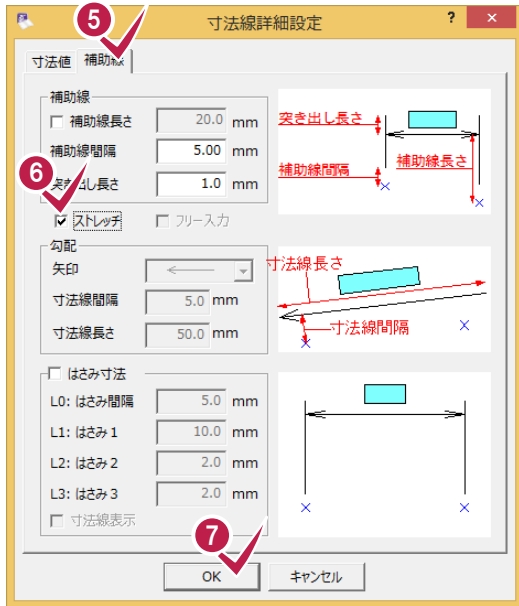 5
寸法線詳細設定 ? ×
寸法値 補助線
補助線
補助線長さ 20.0 mm
補助線間隔 5.00 mm
突き出し長さ 1.0 mm
突き出し長さ
補助線間隔
補助線長さ
6
ストレッチ フリー入力
勾配
矢印
寸法線間隔 5.0 mm
寸法線長さ 50.0 mm
寸法線長さ
寸法線間隔
はさみ寸法
L0: はさみ間隔 5.0 mm
L1: はさみ1 10.0 mm
L2: はさみ2 2.0 mm
L3: はさみ3 2.0 mm
寸法線表示
7
OK キャンセル